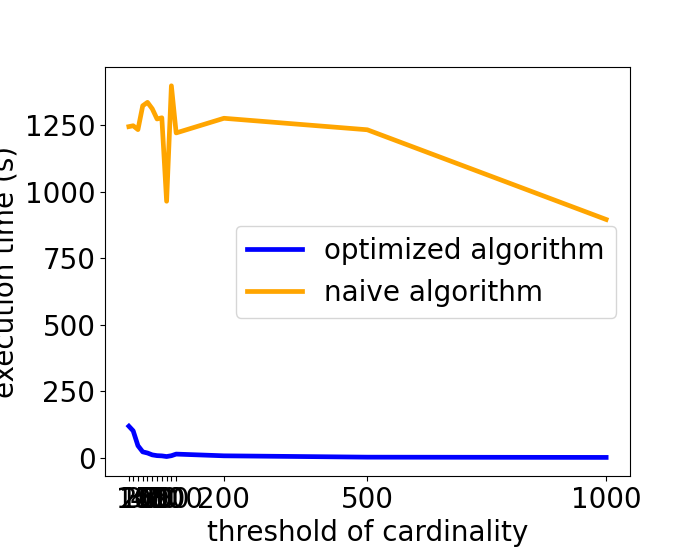 execution time (s)
1250
1000
750
500
250
0
optimized algorithm
naive algorithm
200
500
1000
threshold of cardinality